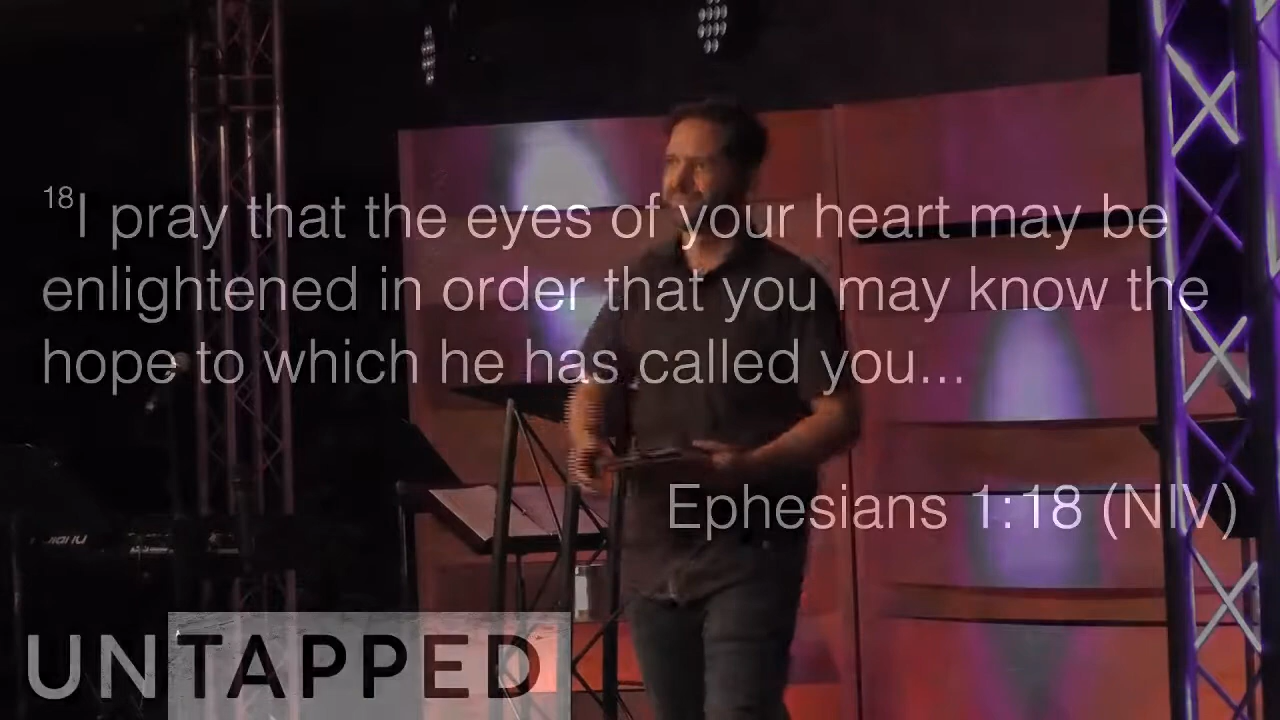 18I pray that the eyes of your heart may be
enlightened in order that you may know the
hope to which he has called you...
Ephesians 1:18 (NIV)
UNTAPPED